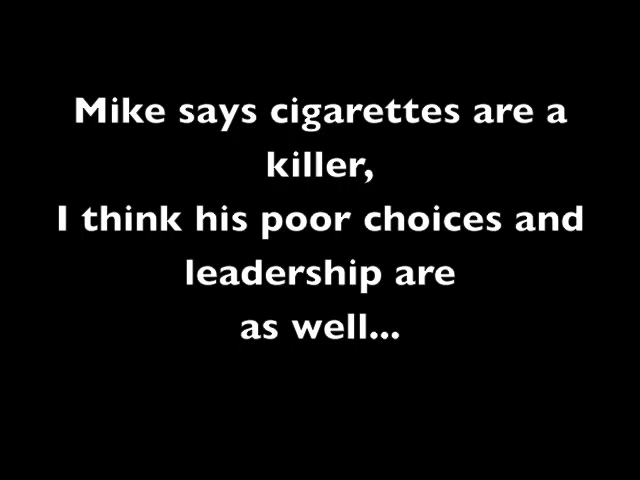 Mike says cigarettes are a
killer,
I think his poor choices and
leadership are
as well...